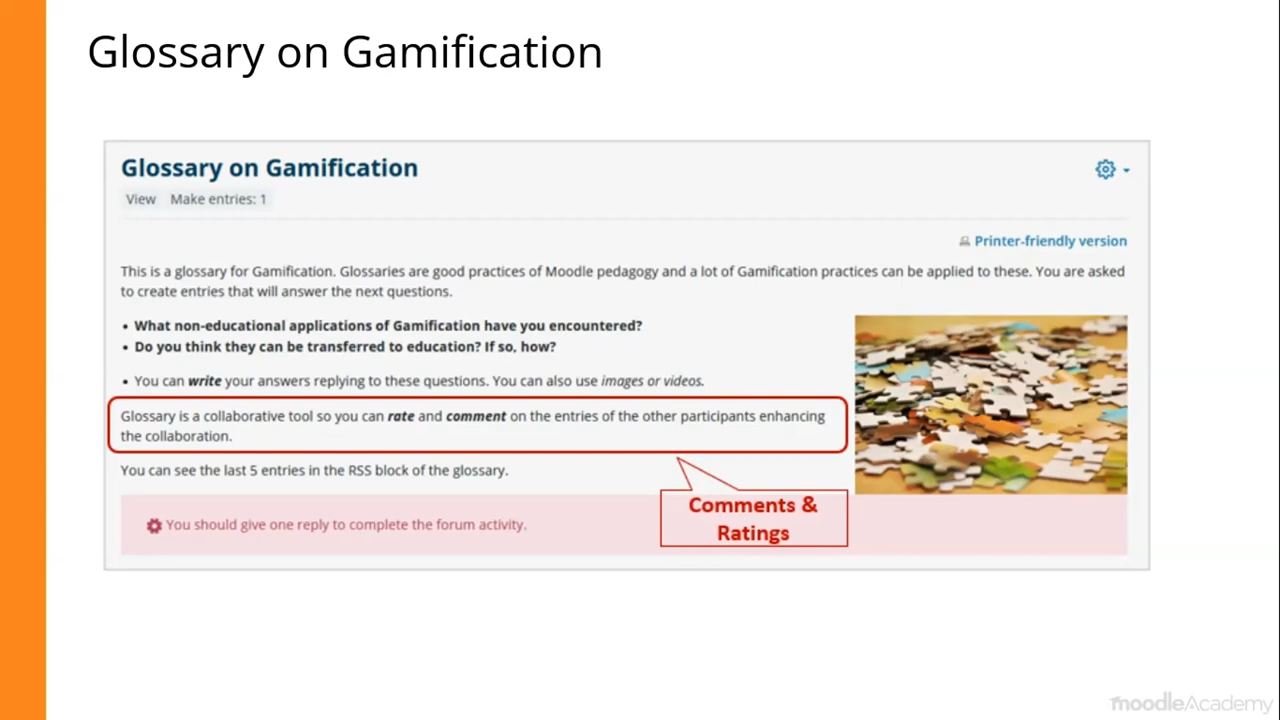 Glossary on Gamification
Glossary on Gamification
View Make entries: 1
Printer-friendly version
This is a glossary for Gamification. Glossaries are good practices of Moodle pedagogy and a lot of Gamification practices can be applied to these. You are asked
to create entries that will answer the next questions.
• What non-educational applications of Gamification have you encountered?
• Do you think they can be transferred to education? If so, how?
• You can write your answers replying to these questions. You can also use images or videos.
Glossary is a collaborative tool so you can rate and comment on the entries of the other participants enhancing
the collaboration.
You can see the last 5 entries in the RSS block of the glossary.
Comments &
Ratings
You should give one reply to complete the forum activity.
moodleAcademy